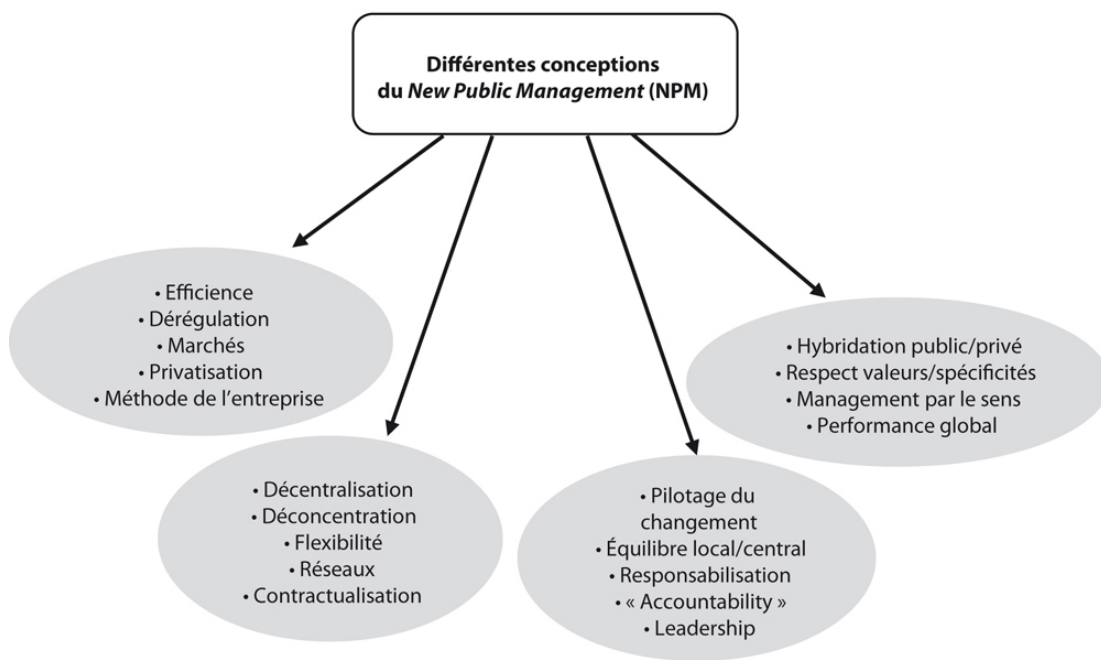 Différentes conceptions
du New Public Management (NPM)
• Efficience
• Dérégulation
• Marchés
• Privatisation
• Méthode de l'entreprise
• Décentralisation
• Déconcentration
• Flexibilité
• Réseaux
• Contractualisation
• Pilotage du
changement
• Équilibre local/central
• Responsabilisation
• « Accountability »
• Leadership
• Hybridation public/privé
• Respect valeurs/spécificités
• Management par le sens
• Performance global